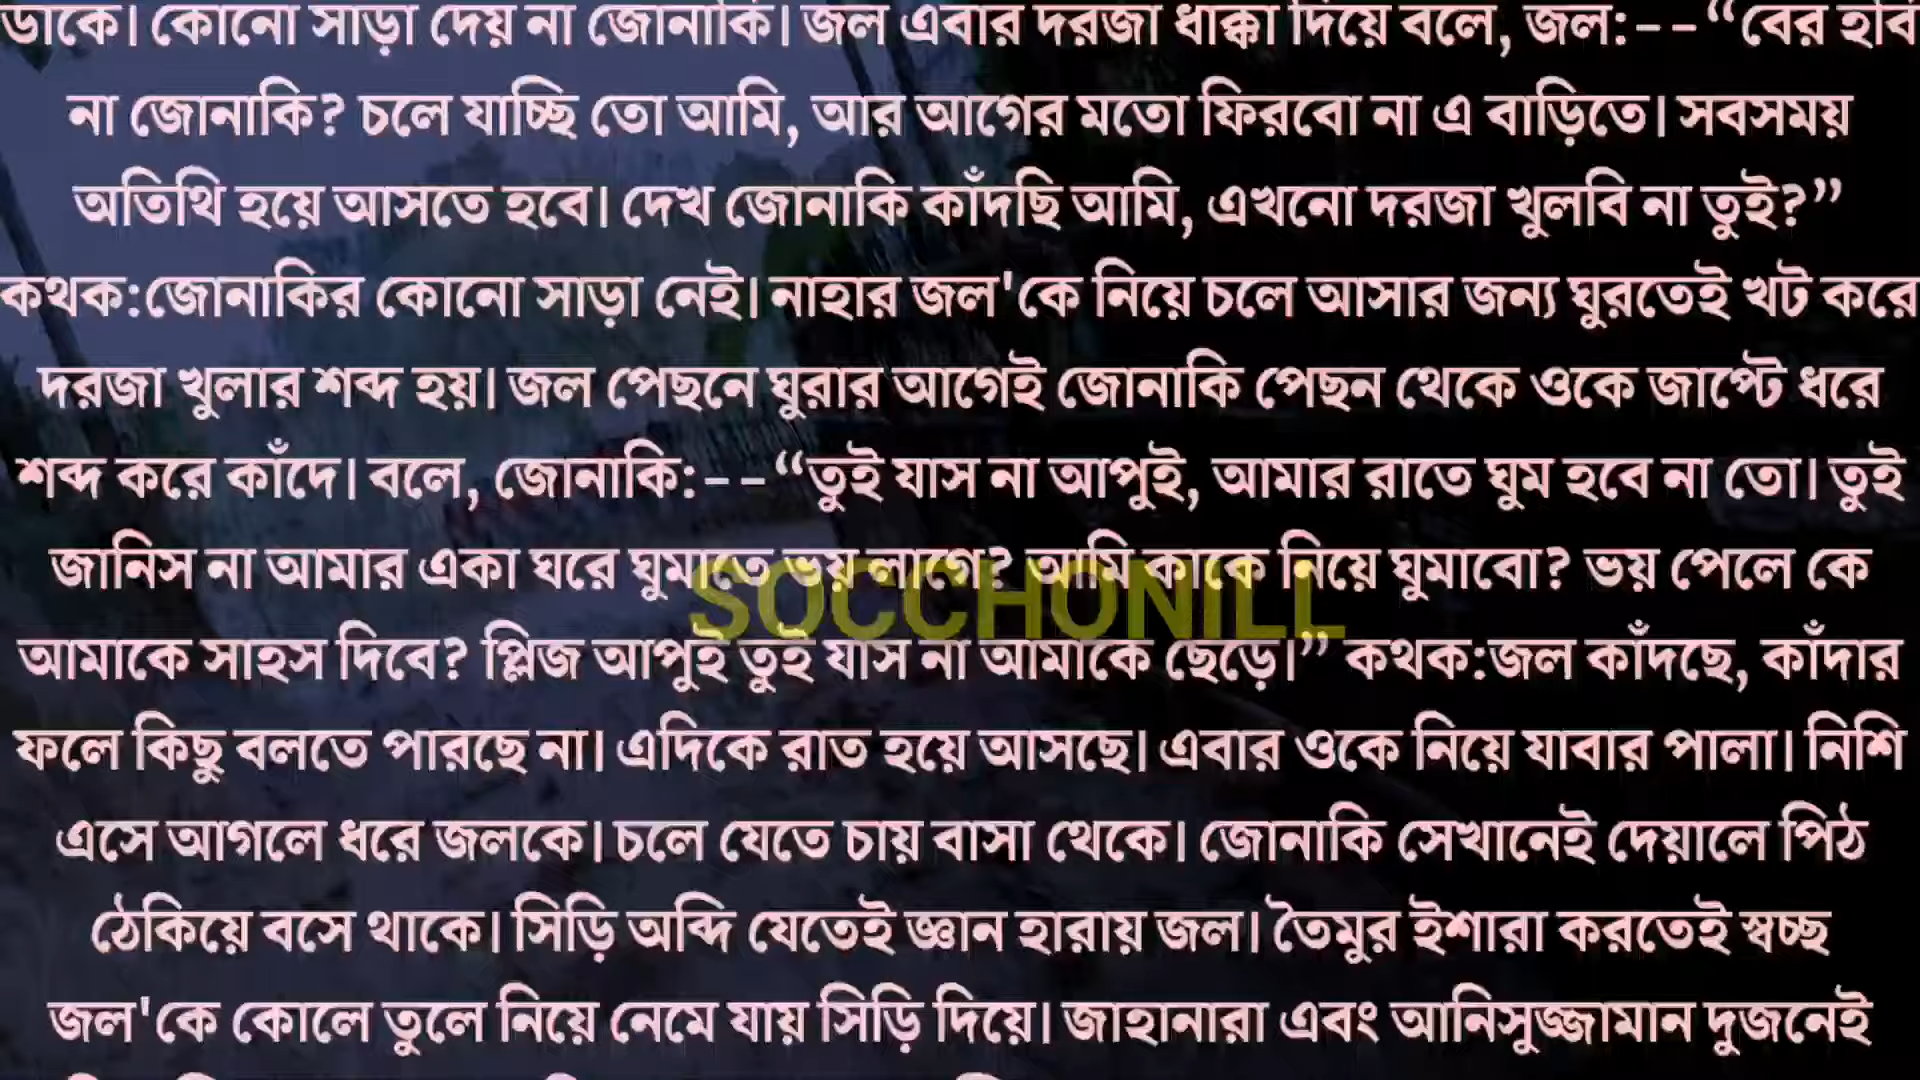 ডাকে। কোনো সাড়া দেয় না জোনাকি। জল এবার দরজা ধাক্কা দিয়ে বলে, জল:--“বের হবি
না জোনাকি? চলে যাচ্ছি তো আমি, আর আগের মতো ফিরবো না এ বাড়িতে। সবসময়
অতিথি হয়ে আসতে হবে। দেখ জোনাকি কাঁদছি আমি, এখনো দরজা খুলবি না তুই?”
কথক:জোনাকির কোনো সাড়া নেই। নাহার জল'কে নিয়ে চলে আসার জন্য ঘুরতেই খট করে
দরজা খুলার শব্দ হয়। জল পেছনে ঘুরার আগেই জোনাকি পেছন থেকে ওকে জাপ্টে ধরে
শব্দ করে কাঁদে। বলে, জোনাকি:--“তুই যাস না আপুই, আমার রাতে ঘুম হবে না তো। তুই
জানিস না আমার একা ঘরে ঘুমাতে ভয় লাগে? আমি কাকে নিয়ে ঘুমাবো? ভয় পেলে কে
SOCCHONILL
আমাকে সাহস দিবে? প্লিজ আপুই তুই যাস না আমাকে ছেড়ে।” কথক:জল কাঁদছে, কাঁদার
ফলে কিছু বলতে পারছে না। এদিকে রাত হয়ে আসছে। এবার ওকে নিয়ে যাবার পালা। নিশি
এসে আগলে ধরে জলকে। চলে যেতে চায় বাসা থেকে। জোনাকি সেখানেই দেয়ালে পিঠ
ঠেকিয়ে বসে থাকে। সিড়ি অব্দি যেতেই জ্ঞান হারায় জল। তৈমুর ইশারা করতেই স্বচ্ছ
জল'কে কোলে তুলে নিয়ে নেমে যায় সিড়ি দিয়ে। জাহানারা এবং আনিসুজ্জামান দুজনেই